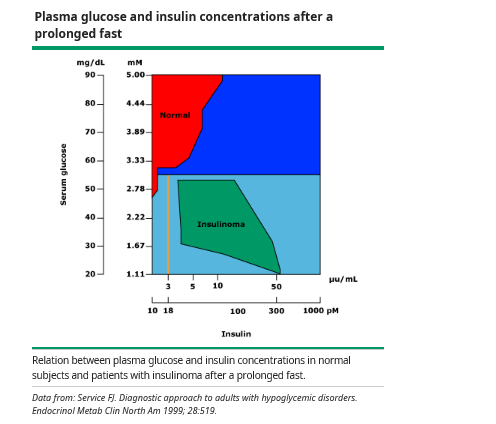 Plasma glucose and insulin concentrations after a
prolonged fast
mg/dL mM
90 5.00
80 4.44
Normal
70 3.89
60 3.33
Serum glucose
50 2.78
40 2.22
Insulinoma
30 1.67
20 1.11
µu/mL
3 5 10 50
10 18 100 300 1000 pM
Insulin
Relation between plasma glucose and insulin concentrations in normal
subjects and patients with insulinoma after a prolonged fast.
Data from: Service FJ. Diagnostic approach to adults with hypoglycemic disorders.
Endocrinol Metab Clin North Am 1999; 28:519.